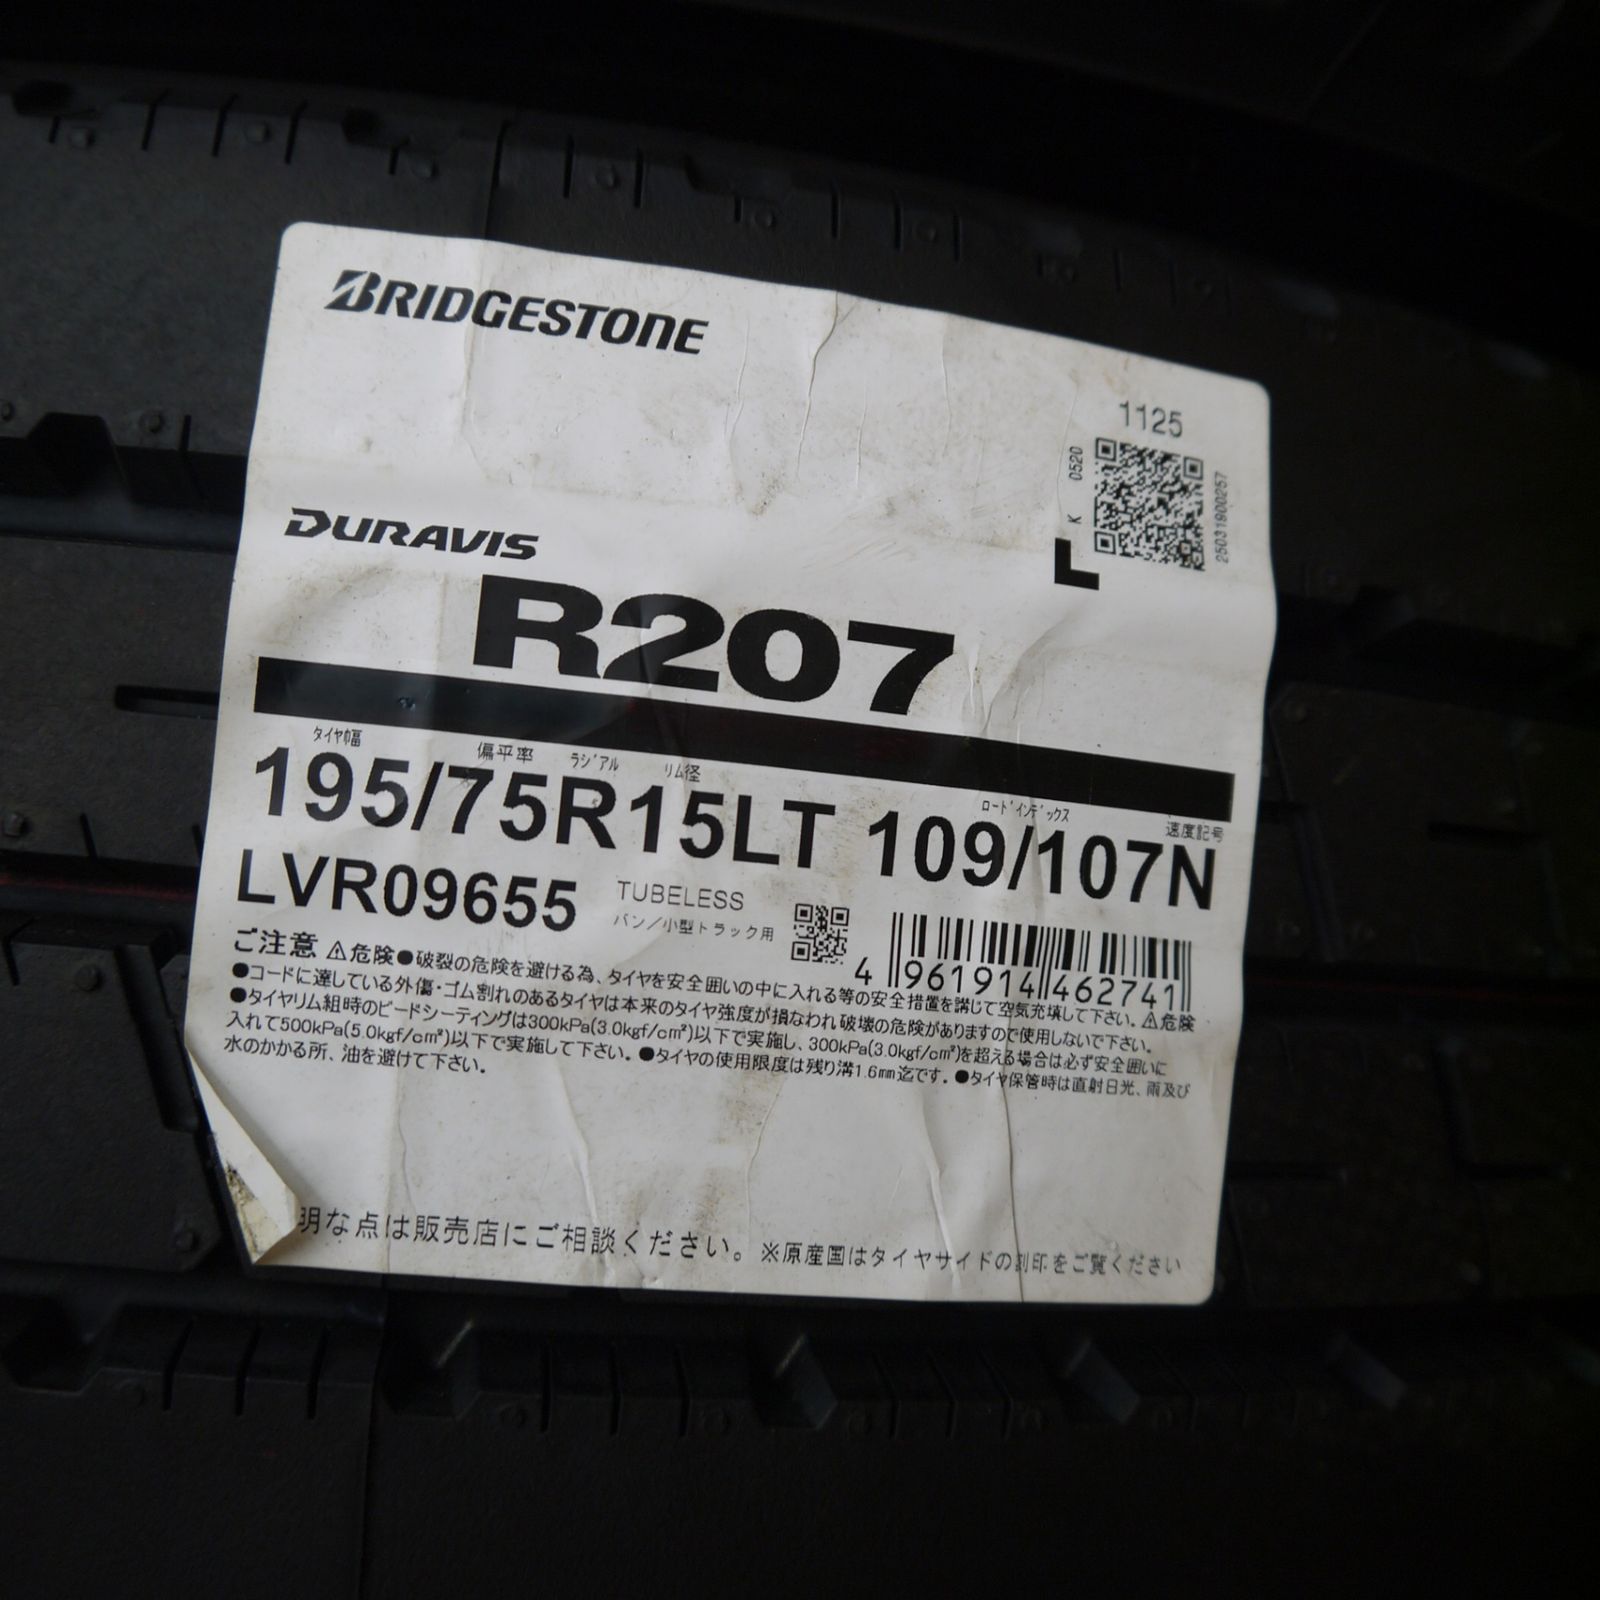 BRIDGESTONE
1125
K 0520
2503190025​7
L
DURAVIS
R207
タイヤ幅 偏平率 ラジアル リム径 ロードインデックス 速度記号
195/75R15LT 109/107N
LVR09655
TUBELESS
バン/小型トラック用
4 961914 462741
ご注意 ⚠危険●破裂の危険を避ける為、タイヤを安全囲いの中に入れる等の安全措置を講じて空気充填して下さい。⚠危険
●コードに達している外傷・ゴム割れのあるタイヤは本来のタイヤ強度が損なわれ破壊の危険がありますので使用しないで下さい。
●タイヤリム組時のビードシーティングは300kPa(3.0kgf/cm²)以下で実施し、300kPa(3.0kgf/cm²)を超える場合は必ず安全囲いに
入れて500kPa(5.0kgf/cm²)以下で実施して下さい。●タイヤの使用限度は残り溝1.6mm迄です。●タイヤ保管時は直射日光、雨及び
水のかかる所、油を避けて下さい。
明な点は販売店にご相談ください。※原産国はタイヤサイドの刻印をご覧ください